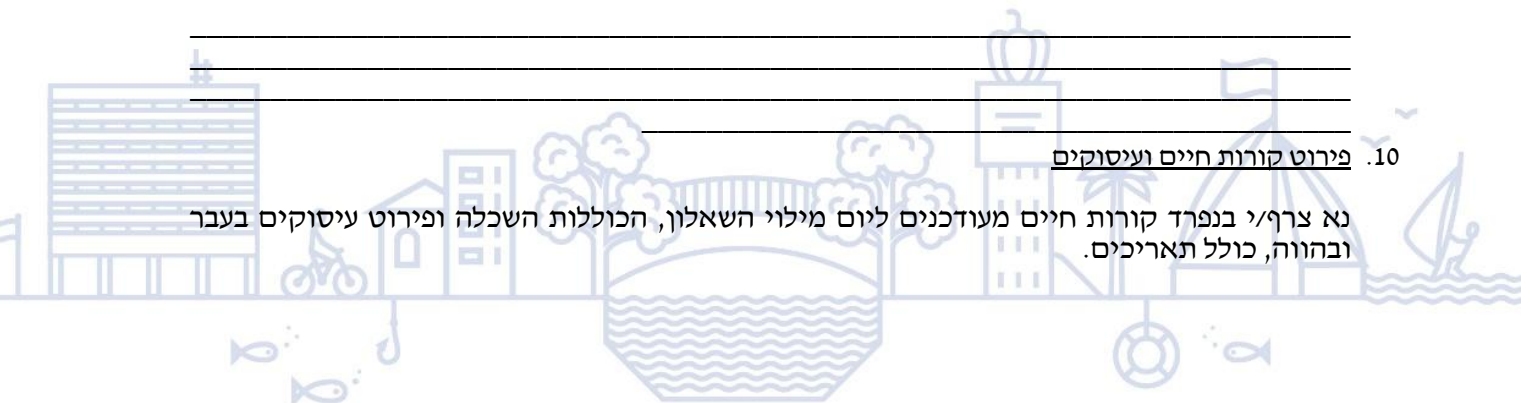 10. פירוט קורות חיים ועיסוקים
נא צרף/י בנפרד קורות חיים מעודכנים ליום מילוי השאלון, הכוללות השכלה ופירוט עיסוקים בעבר
ובהווה, כולל תאריכים.